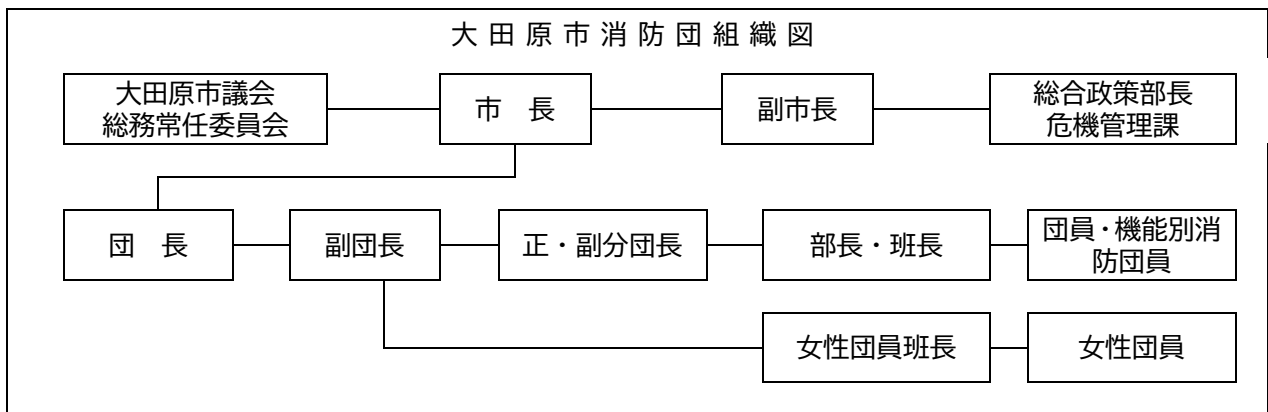 大田原市消防団組織図
大田原市議会
総務常任委員会
市　長
副市長
総合政策部長
危機管理課
団　長
副団長
正・副分団長
部長・班長
団員・機能別消
防団員
女性団員班長
女性団員